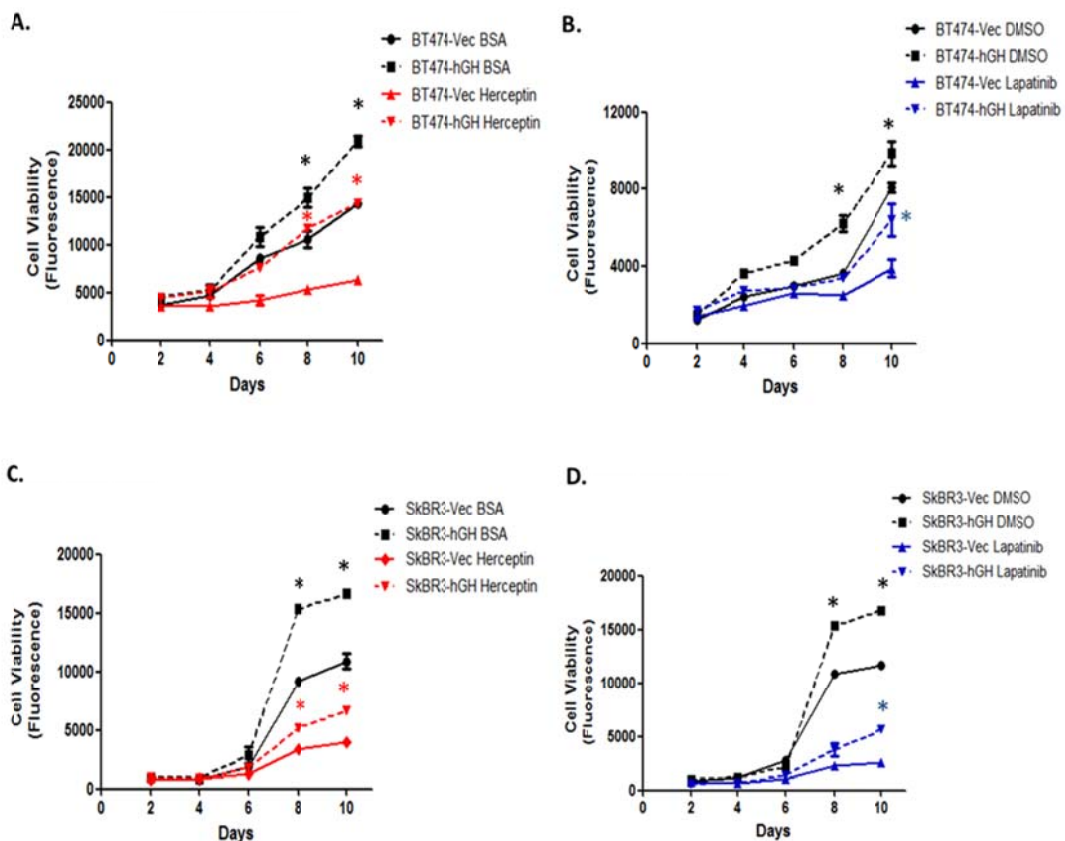 A.
BT474-Vec BSA
BT474-hGH BSA
BT474-Vec Herceptin
BT474-hGH Herceptin
25000
20000
15000
10000
5000
0
Cell Viability
(Fluorescence)
0 2 4 6 8 10
Days
* * * *
B.
BT474-Vec DMSO
BT474-hGH DMSO
BT474-Vec Lapatinib
BT474-hGH Lapatinib
12000
8000
4000
0
Cell Viability
(Fluorescence)
0 2 4 6 8 10
Days
* * *
C.
SkBR3-Vec BSA
SkBR3-hGH BSA
SkBR3-Vec Herceptin
SkBR3-hGH Herceptin
20000
15000
10000
5000
0
Cell Viability
(Fluorescence)
0 2 4 6 8 10
Days
* * * *
D.
SkBR3-Vec DMSO
SkBR3-hGH DMSO
SkBR3-Vec Lapatinib
SkBR3-hGH Lapatinib
20000
15000
10000
5000
0
Cell Viability
(Fluorescence)
0 2 4 6 8 10
Days
* * *